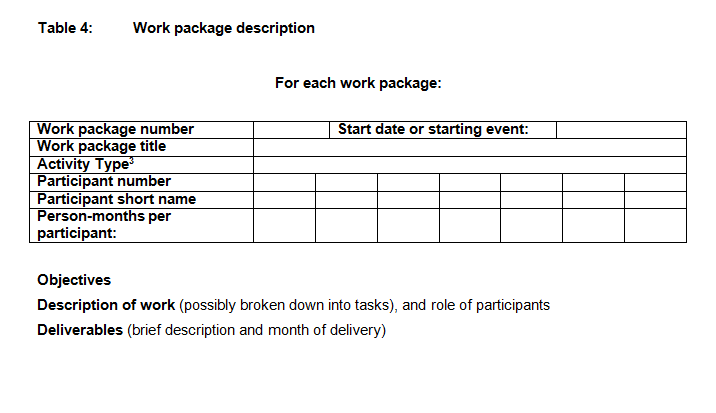 Table 4: Work package description
For each work package:
Work package number Start date or starting event:
Work package title
Activity Type³
Participant number
Participant short name
Person-months per
participant:
Objectives
Description of work (possibly broken down into tasks), and role of participants
Deliverables (brief description and month of delivery)